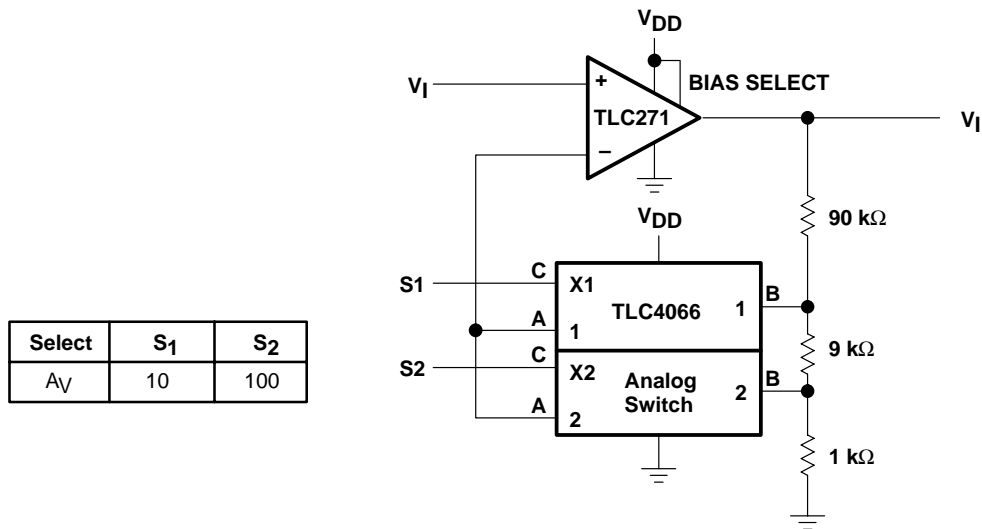 VDD
VI
+
BIAS SELECT
TLC271
VI
−
90 kΩ
VDD
S1
C
X1
TLC4066
1
B
A
1
9 kΩ
S2
C
X2
Analog
Switch
2
B
A
2
1 kΩ
Select S1 S2
AV 10 100